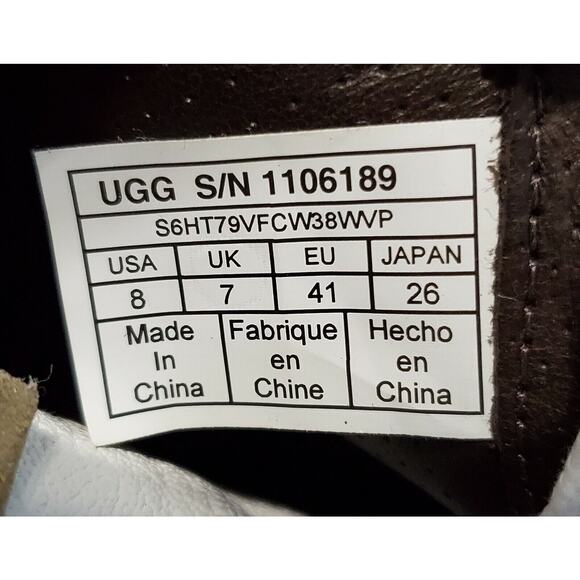 UGG S/N 1106189
S6HT79VFCW38WVP
USA UK EU JAPAN
8 7 41 26
Made In China
Fabrique en Chine
Hecho en China